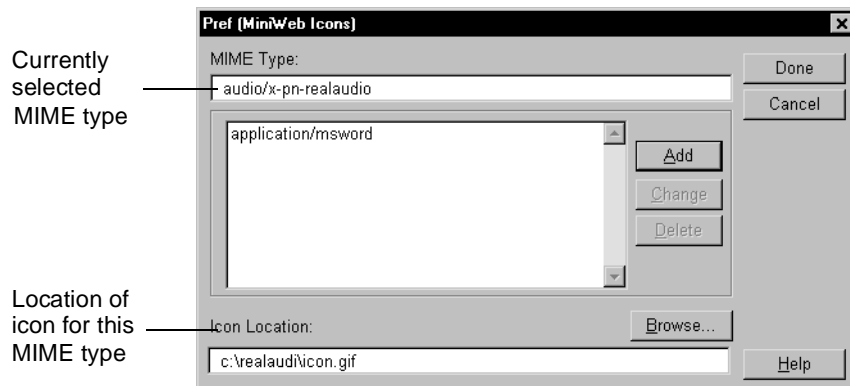 Pref (MiniWeb Icons)
Currently
selected
MIME type
MIME Type:
audio/x-pn-realaudio
Done
Cancel
application/msword
Add
Change
Delete
Location of
icon for this
MIME type
Icon Location:
Browse...
c:\realaudi\icon.gif
Help